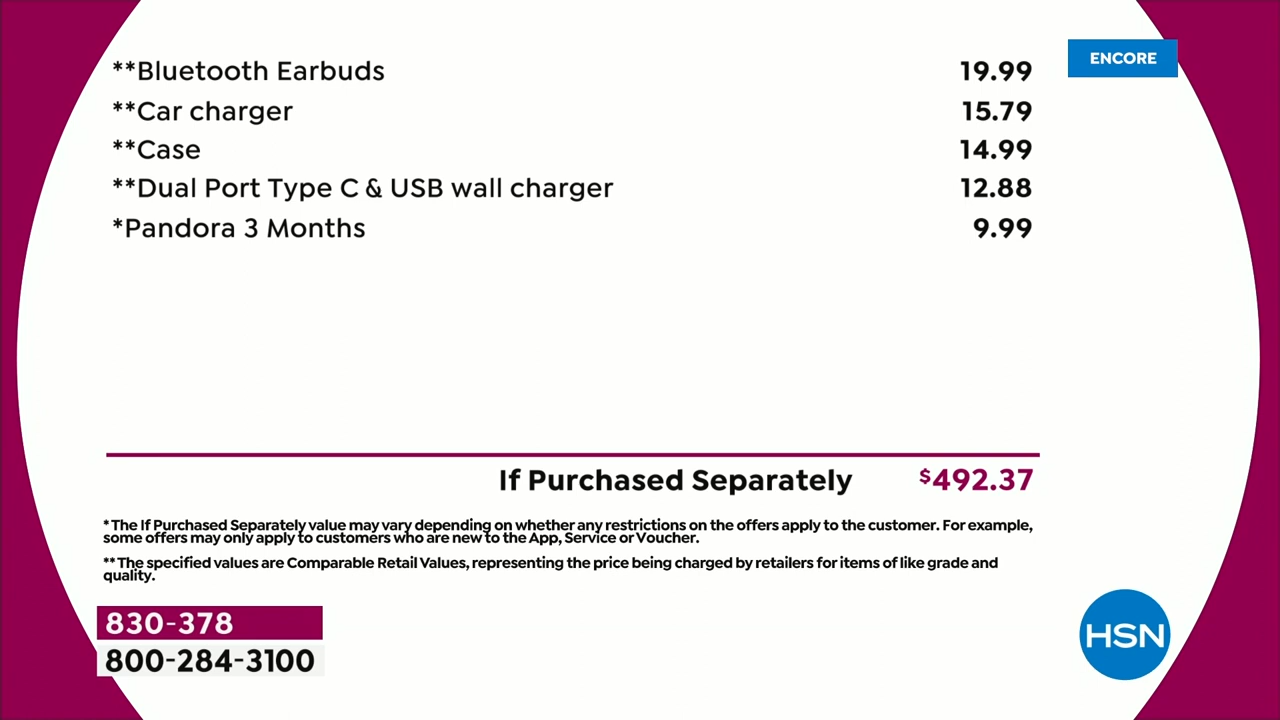 ENCORE
**Bluetooth Earbuds 19.99
**Car charger 15.79
**Case 14.99
**Dual Port Type C & USB wall charger 12.88
*Pandora 3 Months 9.99
If Purchased Separately $492.37
* The If Purchased Separately value may vary depending on whether any restrictions on the offers apply to the customer. For example,
some offers may only apply to customers who are new to the App, Service or Voucher.
** The specified values are Comparable Retail Values, representing the price being charged by retailers for items of like grade and
quality.
830-378
800-284-3100
HSN